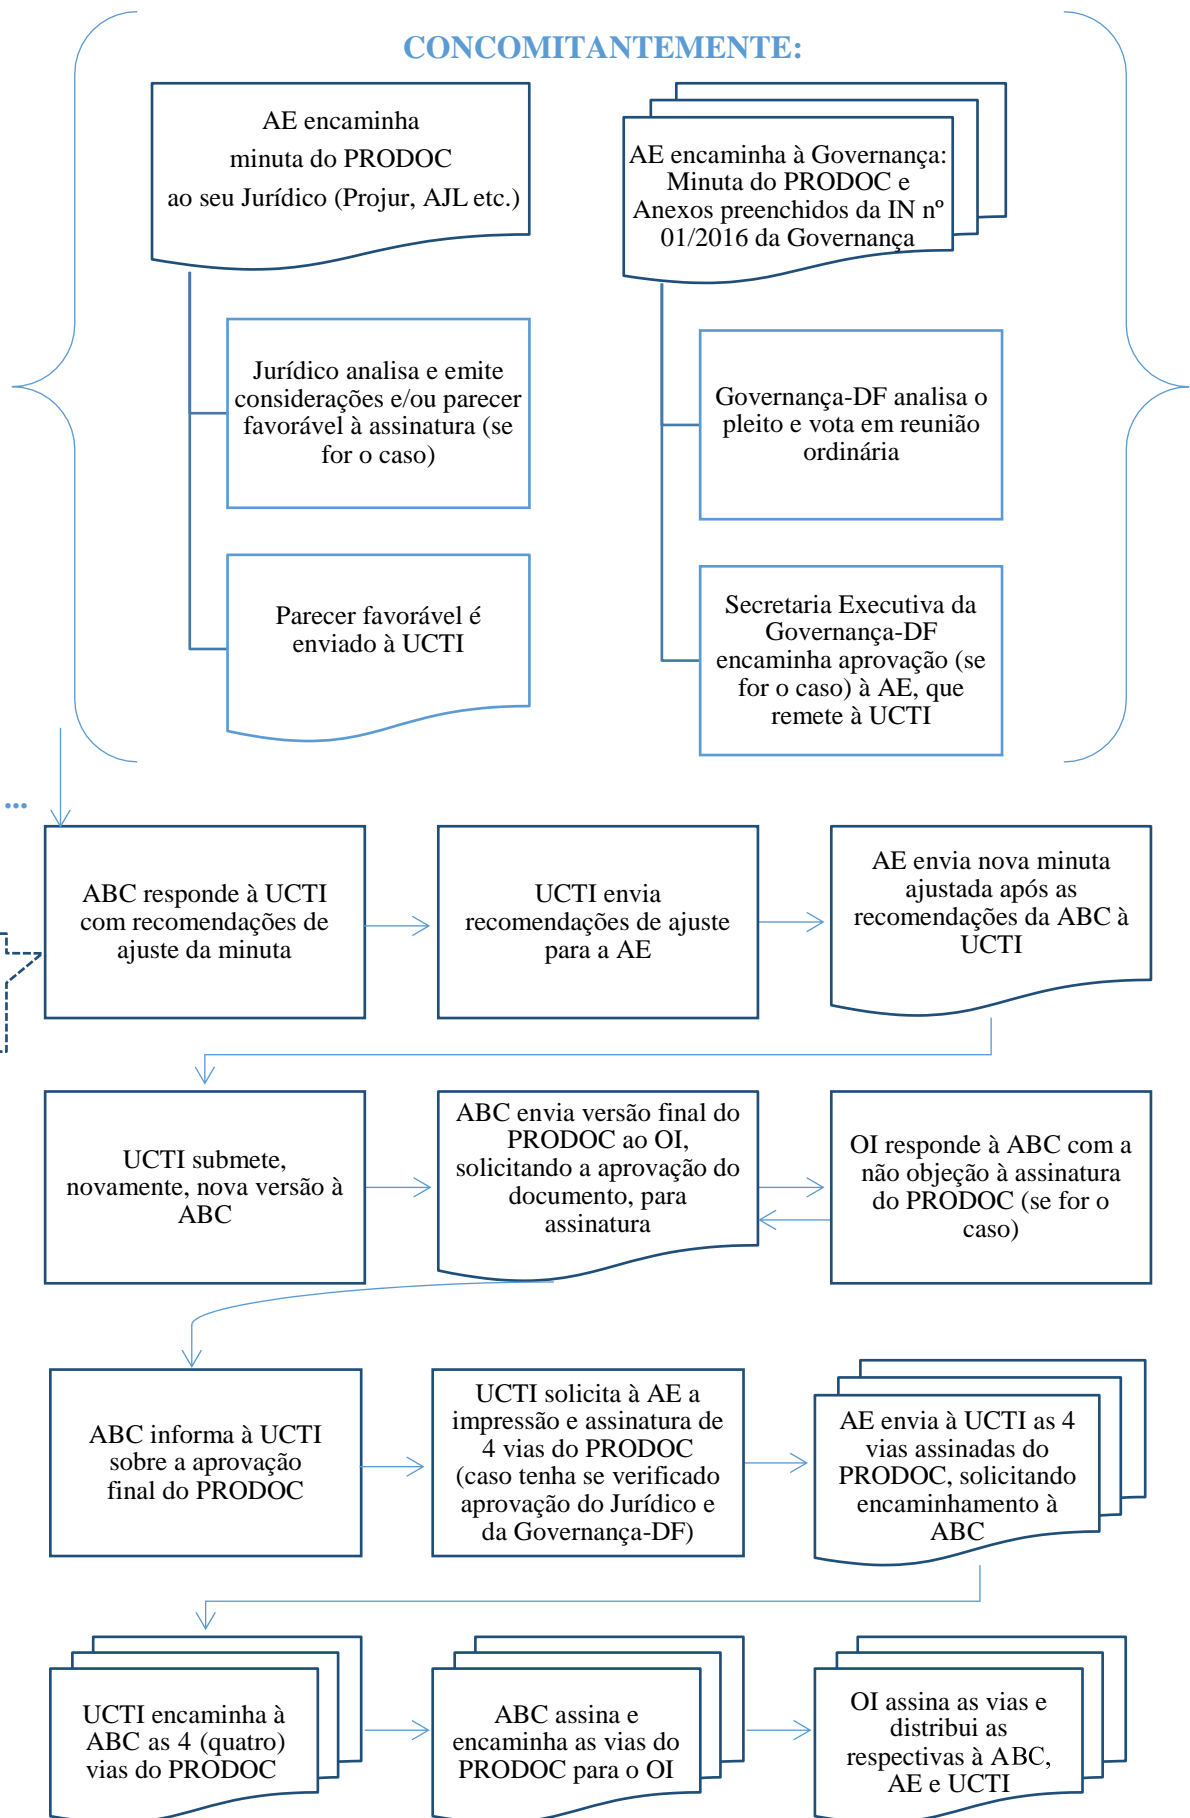 CONCOMITANTEMENTE:
AE encaminha
minuta do PRODOC
ao seu Jurídico (Projur, AJL etc.)
AE encaminha à Governança:
Minuta do PRODOC e
Anexos preenchidos da IN nº
01/2016 da Governança
Jurídico analisa e emite
considerações e/ou parecer
favorável à assinatura (se
for o caso)
Governança-DF analisa o
pleito e vota em reunião
ordinária
Parecer favorável é
enviado à UCTI
Secretaria Executiva da
Governança-DF
encaminha aprovação (se
for o caso) à AE, que
remete à UCTI
...
ABC responde à UCTI
com recomendações de
ajuste da minuta
UCTI envia
recomendações de ajuste
para a AE
AE envia nova minuta
ajustada após as
recomendações da ABC à
UCTI
UCTI submete,
novamente, nova versão à
ABC
ABC envia versão final do
PRODOC ao OI,
solicitando a aprovação do
documento, para
assinatura
OI responde à ABC com a
não objeção à assinatura
do PRODOC (se for o
caso)
ABC informa à UCTI
sobre a aprovação
final do PRODOC
UCTI solicita à AE a
impressão e assinatura de
4 vias do PRODOC
(caso tenha se verificado
aprovação do Jurídico e
da Governança-DF)
AE envia à UCTI as 4
vias assinadas do
PRODOC, solicitando
encaminhamento à
ABC
UCTI encaminha à
ABC as 4 (quatro)
vias do PRODOC
ABC assina e
encaminha as vias do
PRODOC para o OI
OI assina as vias e
distribui as
respectivas à ABC,
AE e UCTI